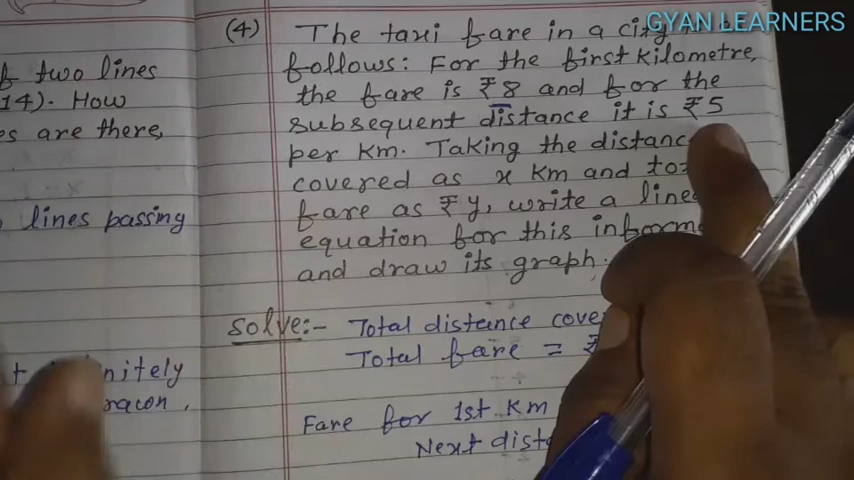 f two lines
14). How
es are there,
lines passing
nitely
GYAN LEARNERS
(4) The taxi fare in a city
follows: For the first kilometre,
the fare is ₹8 and for the
subsequent distance it is ₹5
per Km. Taking the distanc
covered as x Km and to
fare as ₹y, write a line
equation for this inform
and draw its graph.
Solve:- Total distance cove
Total fare = ₹
Fare for 1st Km
Next dist